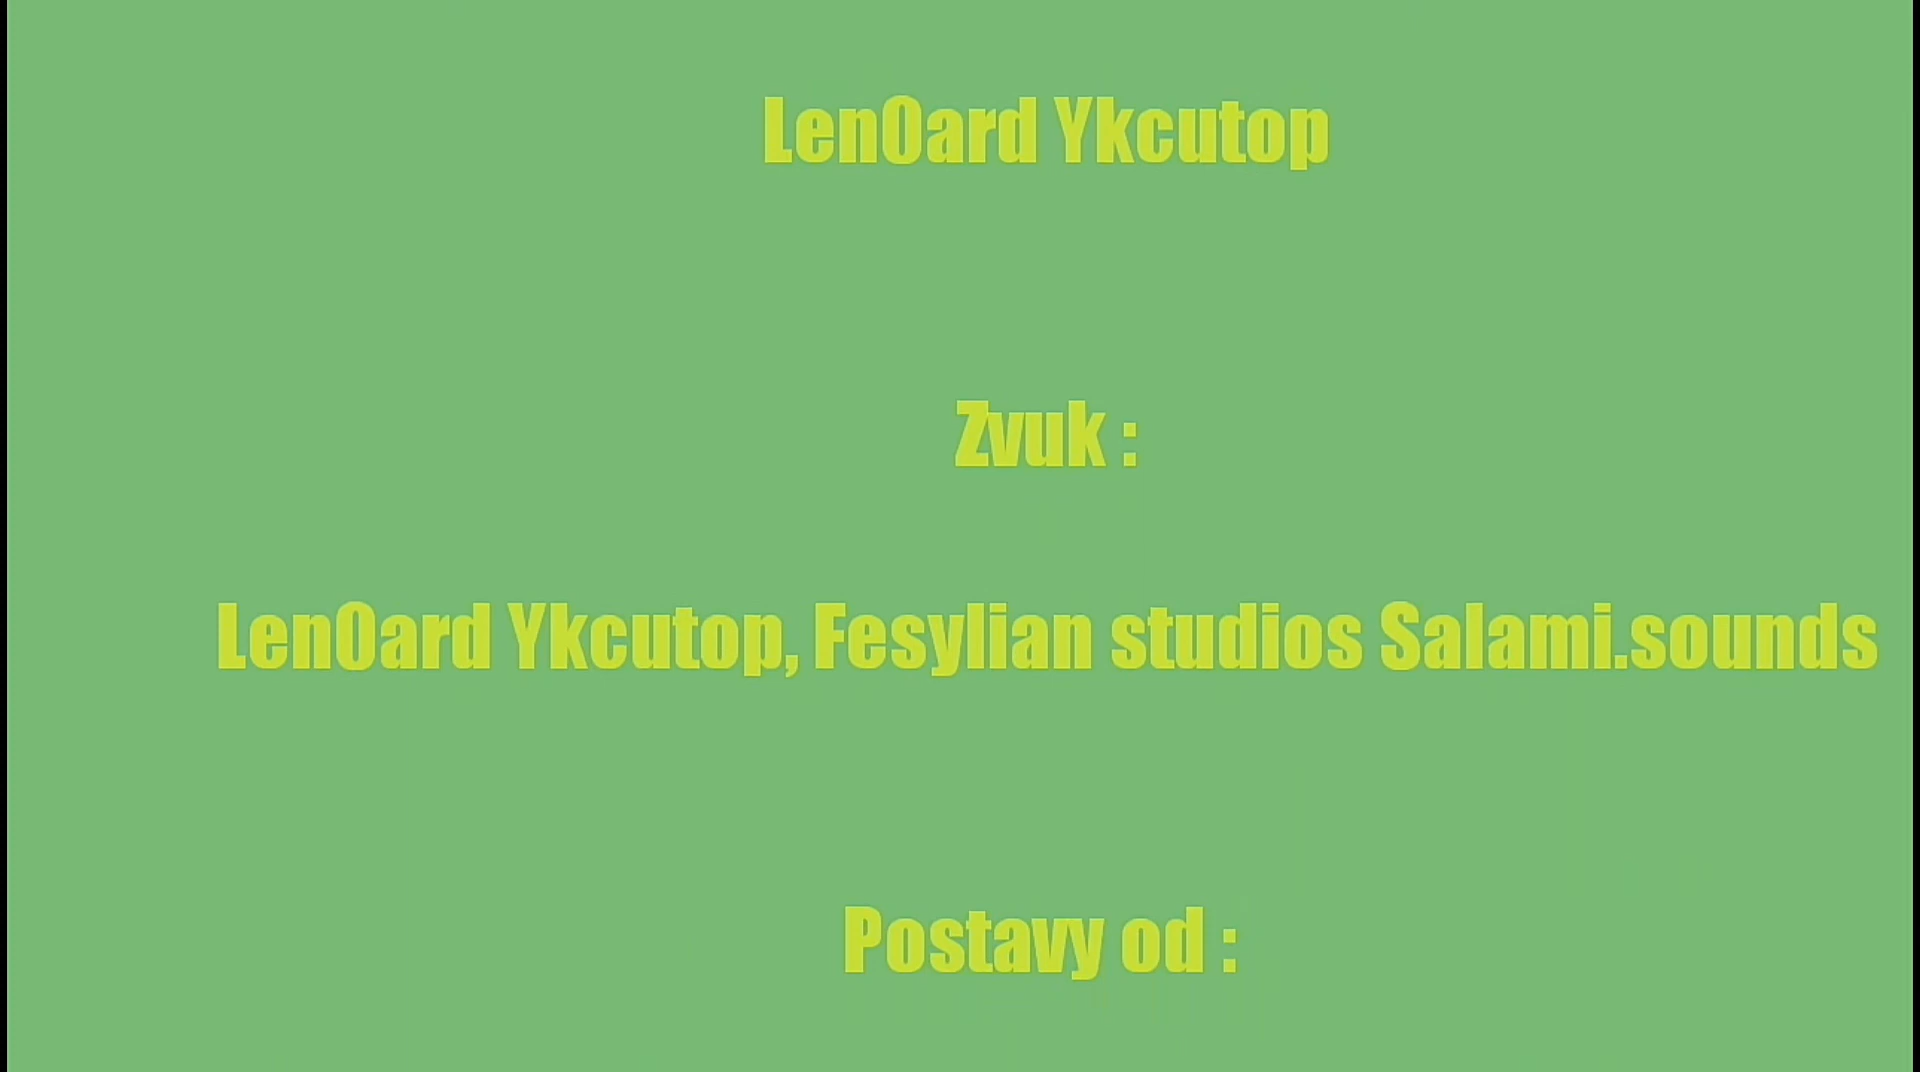 LenOard Ykcutop
Zvuk :
LenOard Ykcutop, Fesylian studios Salami.sounds
Postavy od :